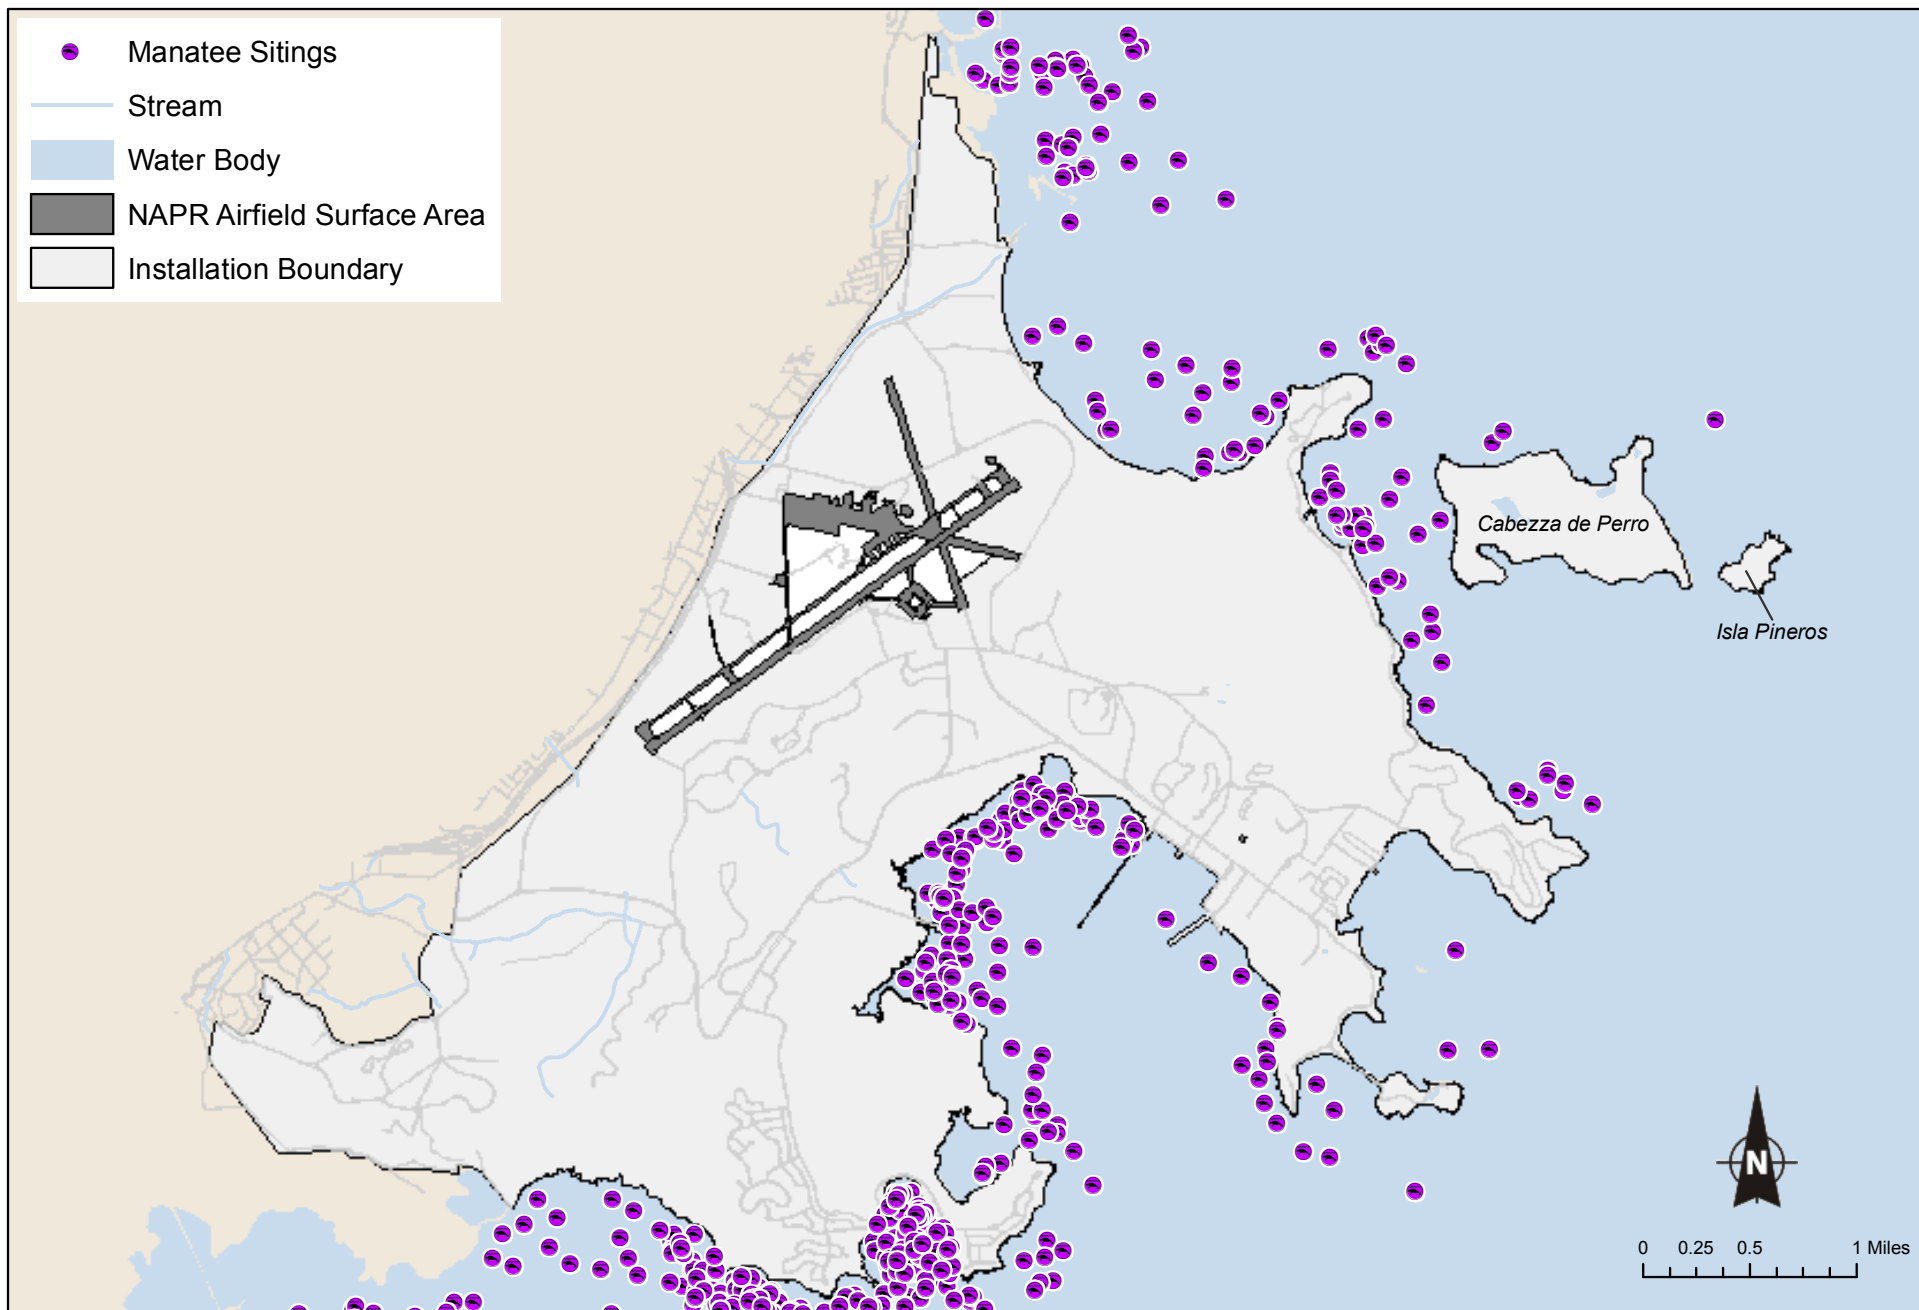 Manatee Sitings
Stream
Water Body
NAPR Airfield Surface Area
Installation Boundary
Cabezza de Perro
Isla Pineros
N
0 0.25 0.5 1 Miles